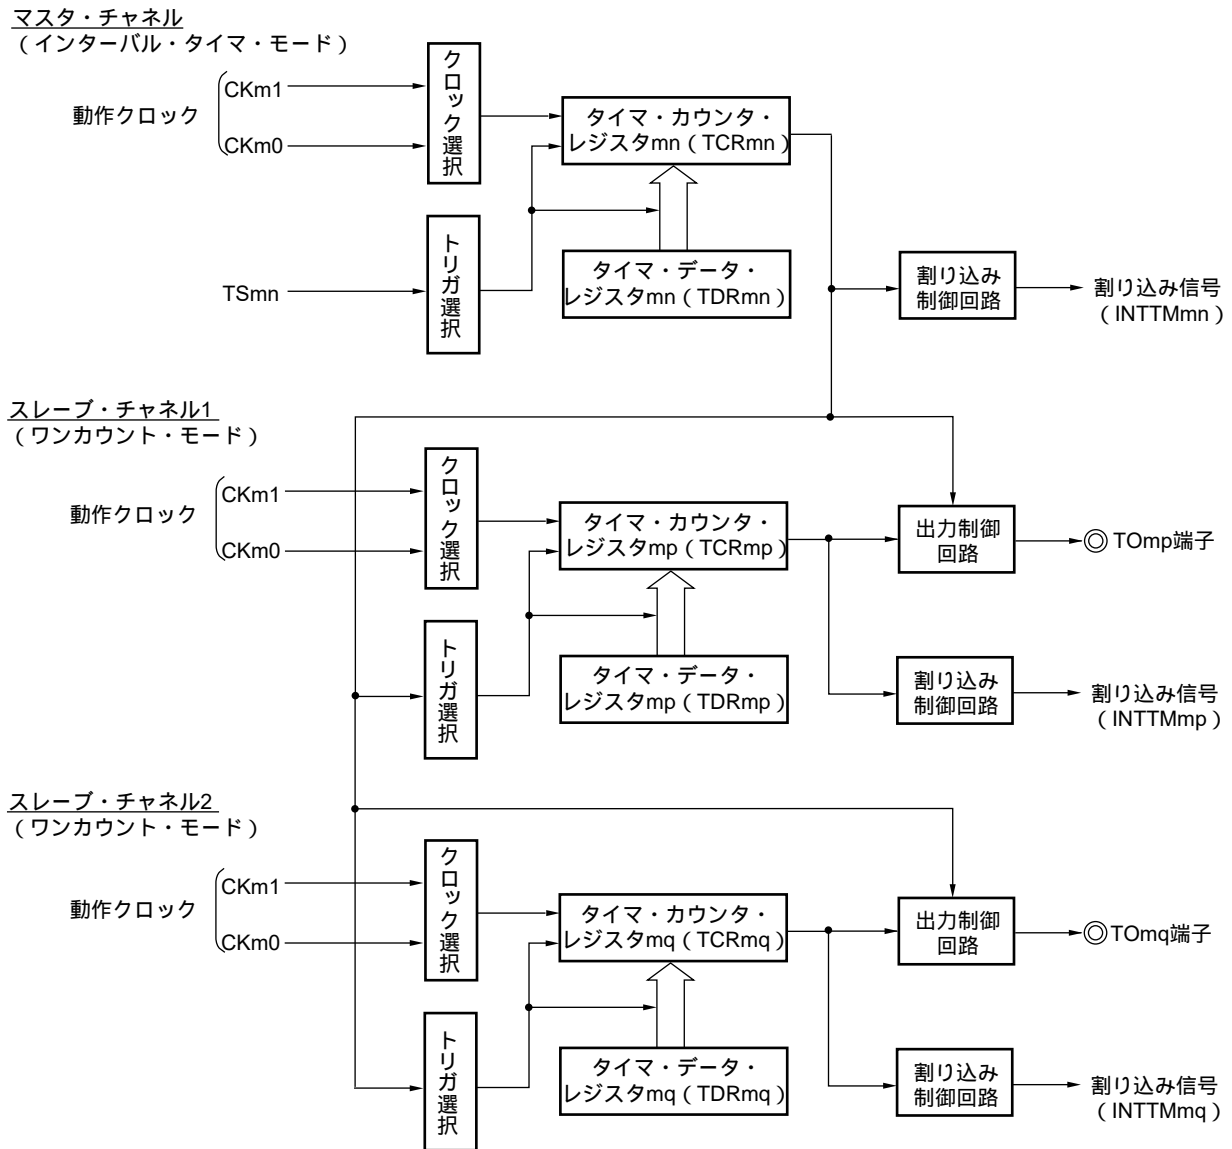 マスタ・チャネル
（インターバル・タイマ・モード）
動作クロック
CKm1
CKm0
クロック選択
タイマ・カウンタ・
レジスタmn（TCRmn）
TSmn
トリガ選択
タイマ・データ・
レジスタmn（TDRmn）
割り込み
制御回路
割り込み信号
（INTTMmn）
スレーブ・チャネル1
（ワンカウント・モード）
動作クロック
CKm1
CKm0
クロック選択
タイマ・カウンタ・
レジスタmp（TCRmp）
出力制御
回路
TOmp端子
トリガ選択
タイマ・データ・
レジスタmp（TDRmp）
割り込み
制御回路
割り込み信号
（INTTMmp）
スレーブ・チャネル2
（ワンカウント・モード）
動作クロック
CKm1
CKm0
クロック選択
タイマ・カウンタ・
レジスタmq（TCRmq）
出力制御
回路
TOmq端子
トリガ選択
タイマ・データ・
レジスタmq（TDRmq）
割り込み
制御回路
割り込み信号
（INTTMmq）